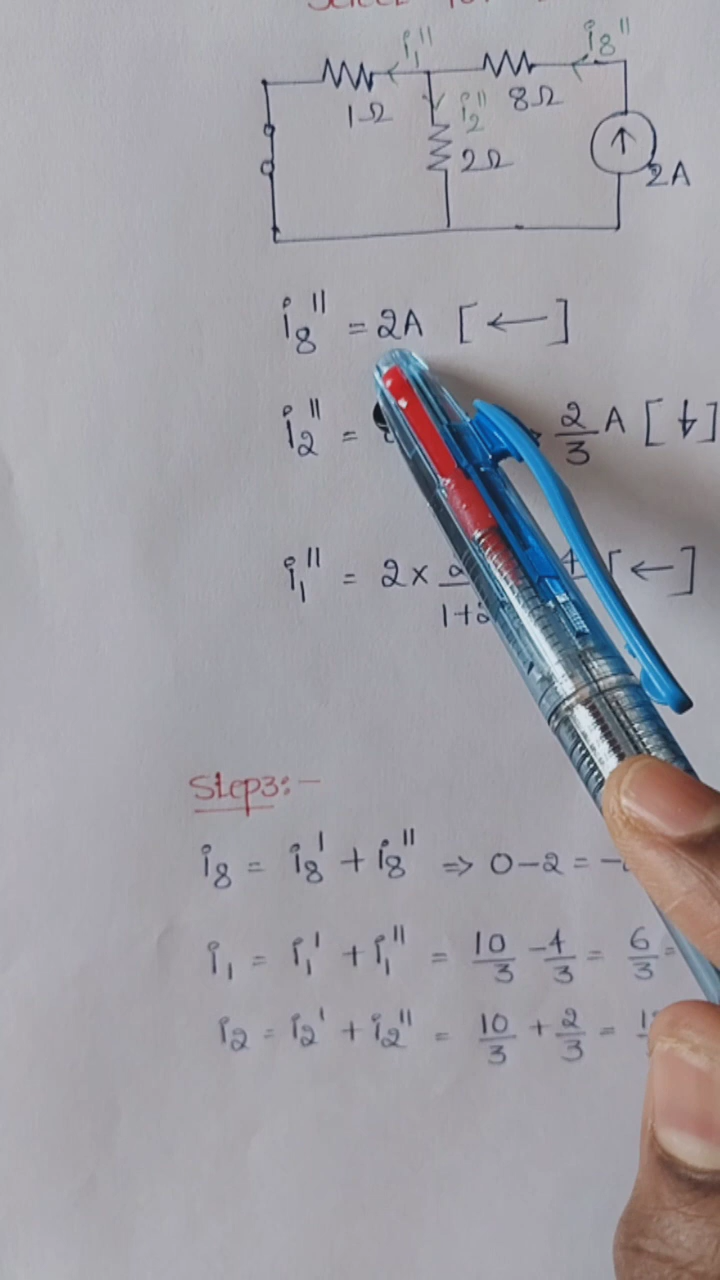 i1'' i8''
1Ω i2'' 8Ω
2Ω 2A
i8'' = 2A [←]
i2'' = 2/3 A [↓]
i1'' = 2 × [←]
Step3:-
i8 = i8' + i8'' ⇒ 0-2 =
i1 = i1' + i1'' = 10/3 - 4/3 = 6/3 =
i2 = i2' + i2'' = 10/3 + 2/3 =